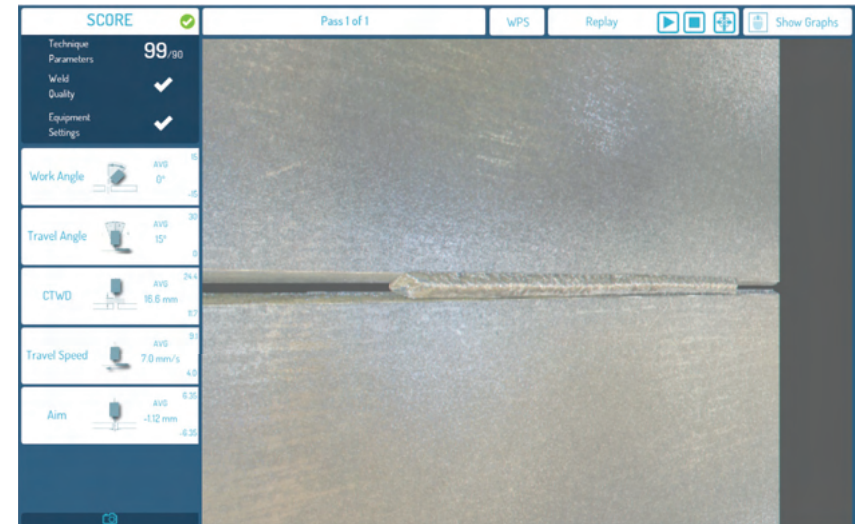 SCORE
Pass 1 of 1
WPS
Replay
Show Graphs
Technique
Parameters
99/90
Weld
Quality
Equipment
Settings
Work Angle
AVG
0°
15
-15
Travel Angle
AVG
15°
30
0
CTWD
AVG
16.6 mm
24.4
9.7
Travel Speed
AVG
7.0 mm/s
9.1
4.0
Aim
AVG
-1.12 mm
6.35
-6.35